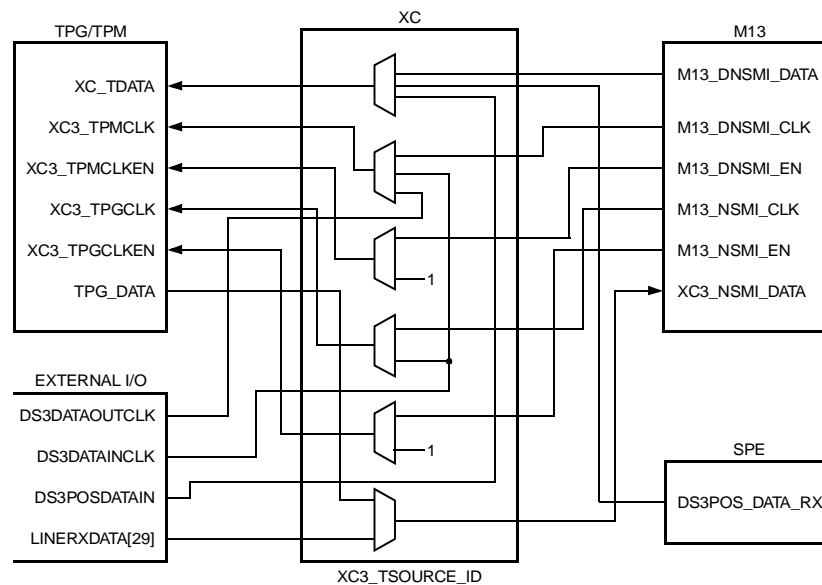 XC
TPG/TPM
M13
XC_TDATA
M13_DNSMI_DATA
XC3_TPMCLK
M13_DNSMI_CLK
XC3_TPMCLKEN
M13_DNSMI_EN
XC3_TPGCLK
M13_NSMI_CLK
XC3_TPGCLKEN
M13_NSMI_EN
1
TPG_DATA
XC3_NSMI_DATA
EXTERNAL I/O
DS3DATAOUTCLK
DS3DATAINCLK
1
SPE
DS3POSDATAIN
DS3POS_DATA_RX
LINERXDATA[29]
XC3_TSOURCE_ID